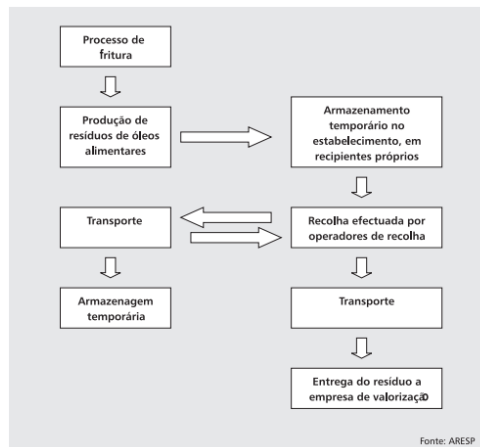 Processo de
fritura
Produção de
resíduos de óleos
alimentares
Armazenamento
temporário no
estabelecimento, em
recipientes próprios
Transporte
Recolha efectuada por
operadores de recolha
Armazenagem
temporária
Transporte
Entrega do resíduo a
empresa de valorização
Fonte: ARESP